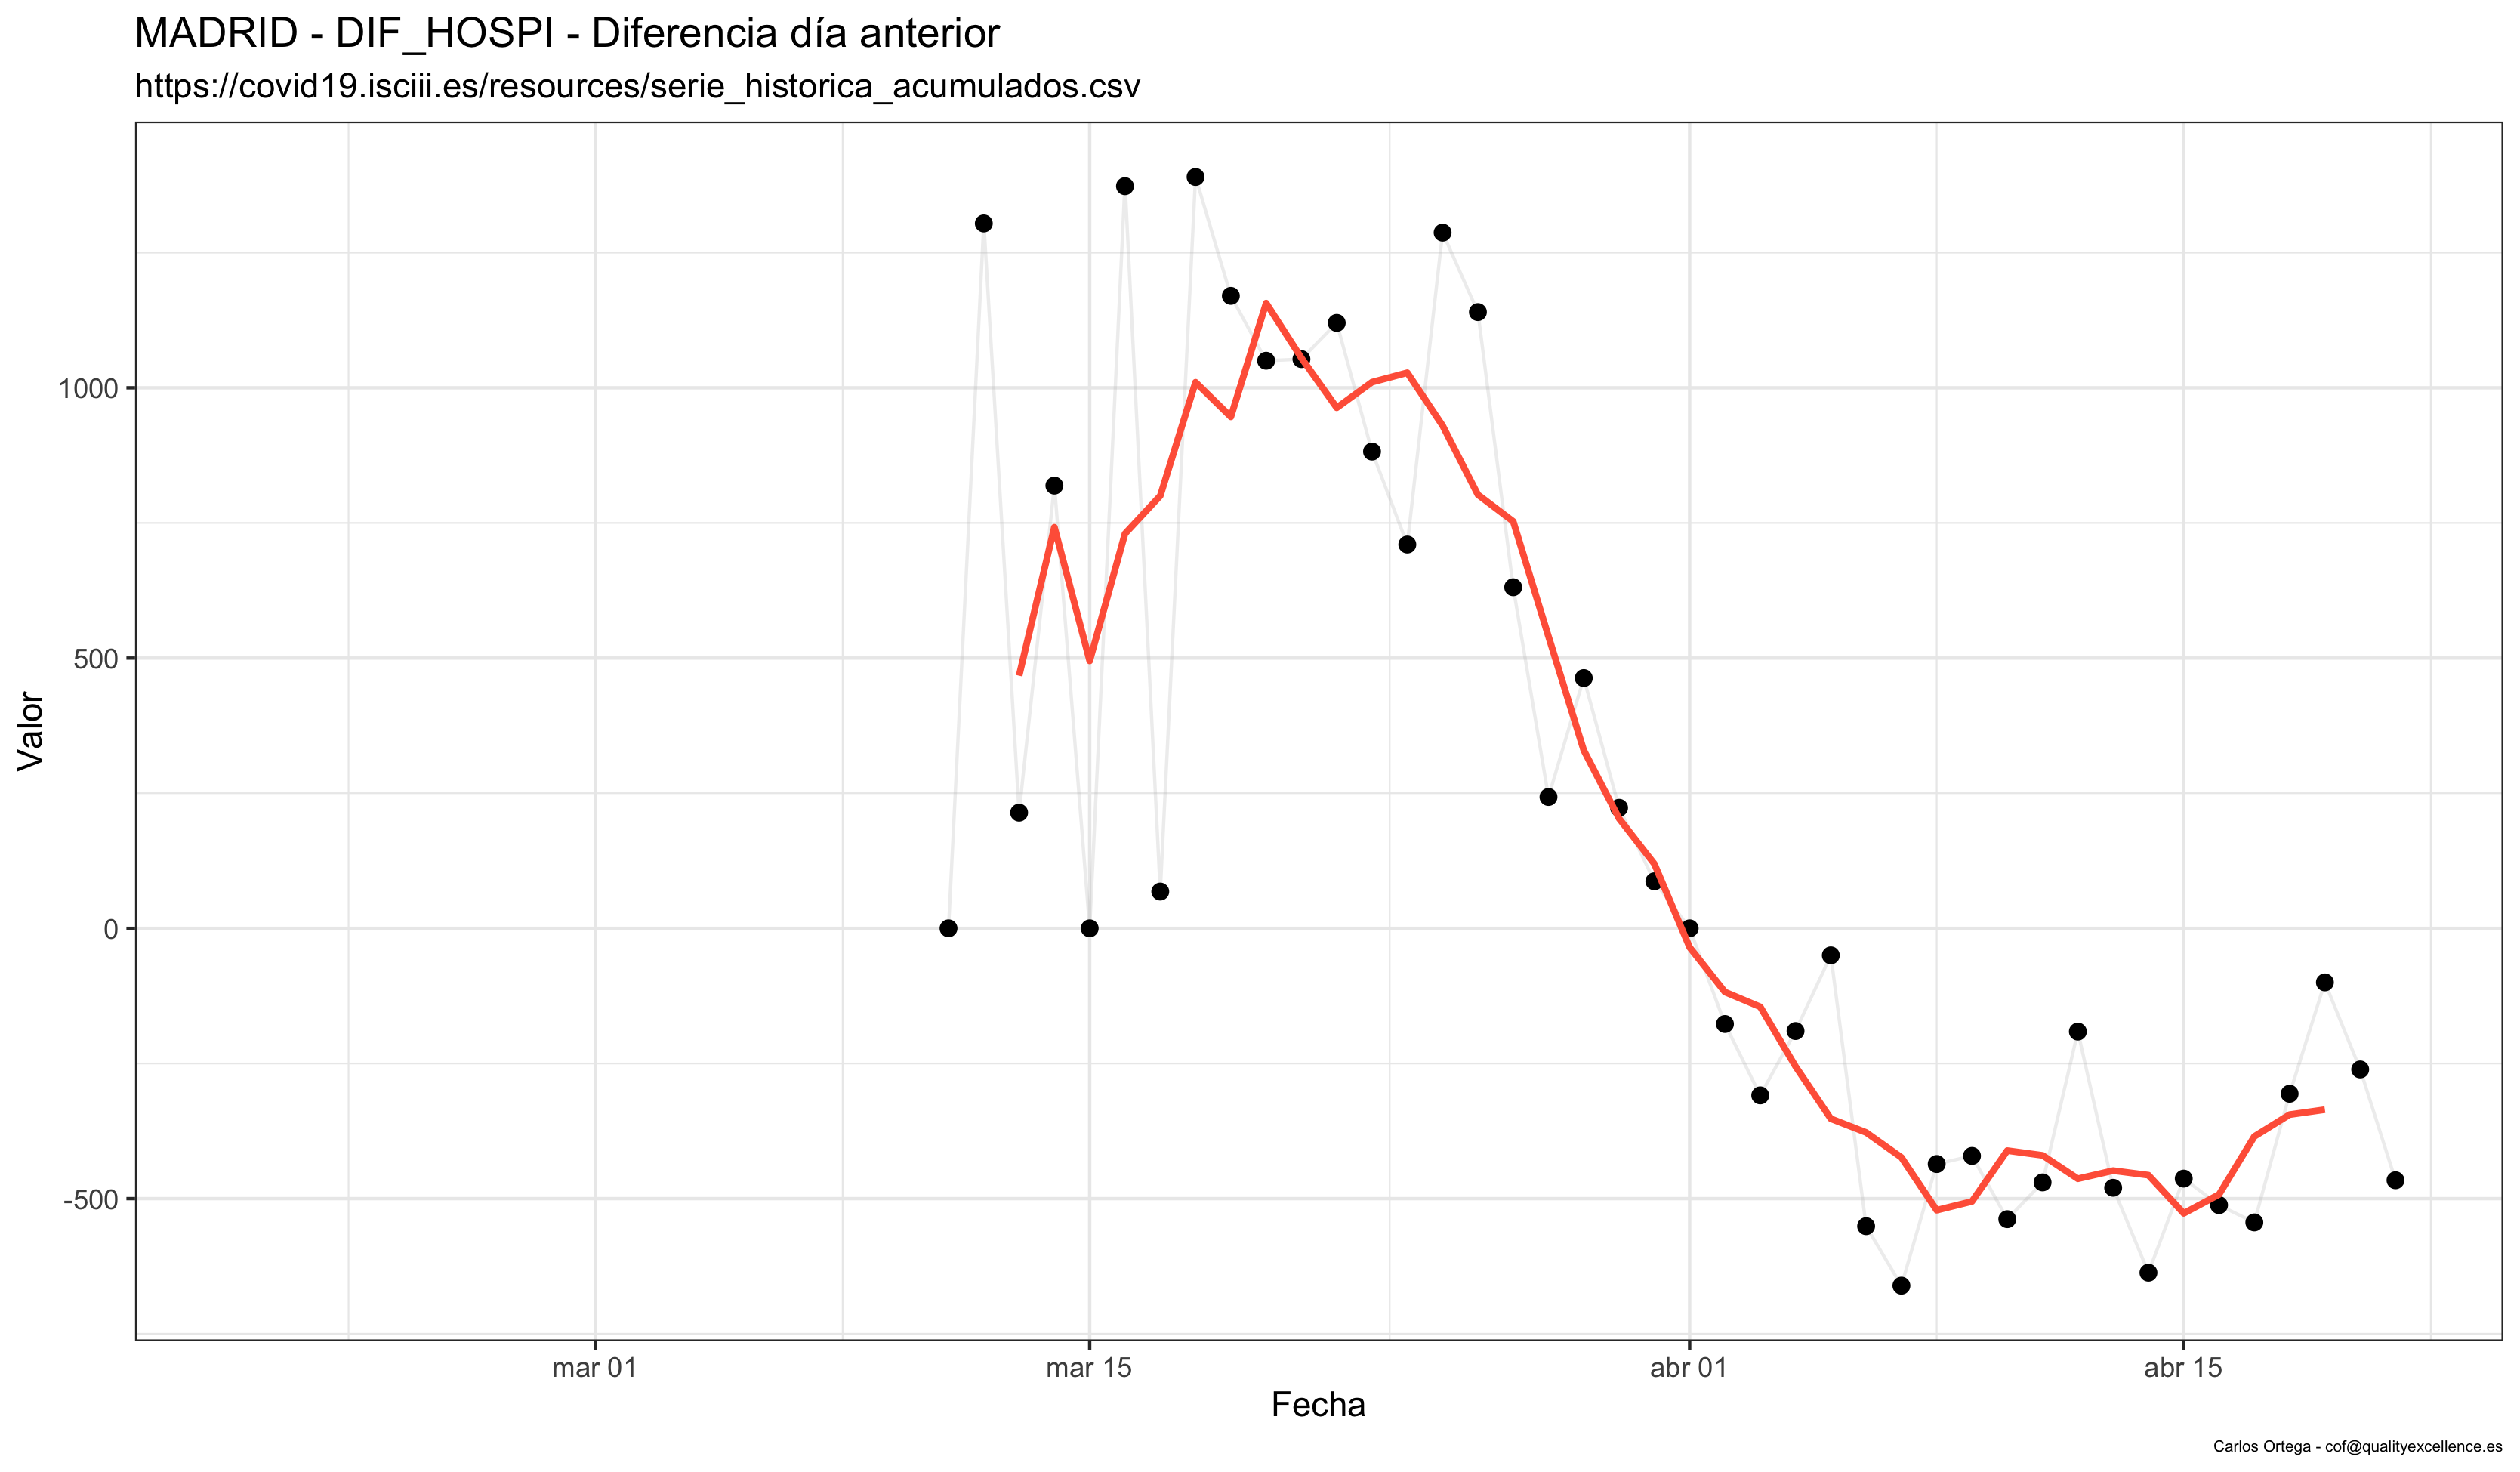 MADRID - DIF_HOSPI - Diferencia día anterior
https://covid19.isciii.es/resources/serie_historica_acumulados.csv
Valor
1000
500
0
-500
mar 01
mar 15
abr 01
abr 15
Fecha
Carlos Ortega - cof@qualityexcellence.es